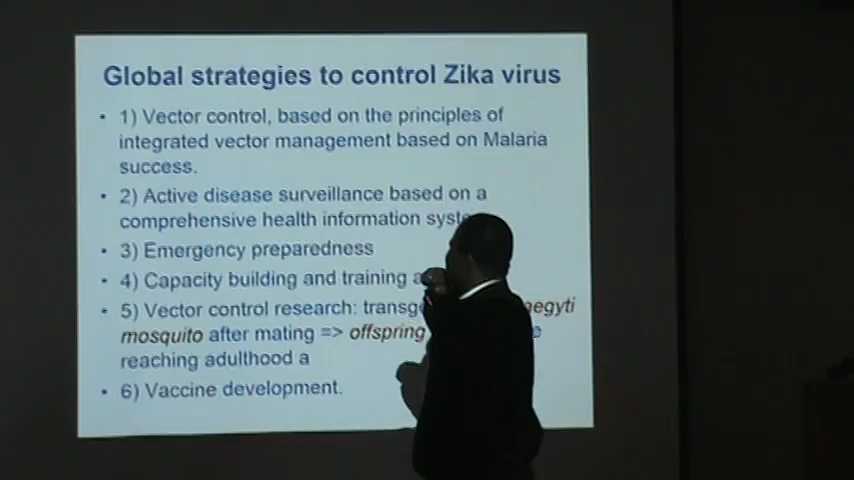 Global strategies to control Zika virus
• 1) Vector control, based on the principles of
integrated vector management based on Malaria
success.
• 2) Active disease surveillance based on a
comprehensive health information
• 3) Emergency preparedness
• 4) Capacity building and training
• 5) Vector control research: aegyti
mosquito after mating => offspring
reaching adulthood a
• 6) Vaccine development.